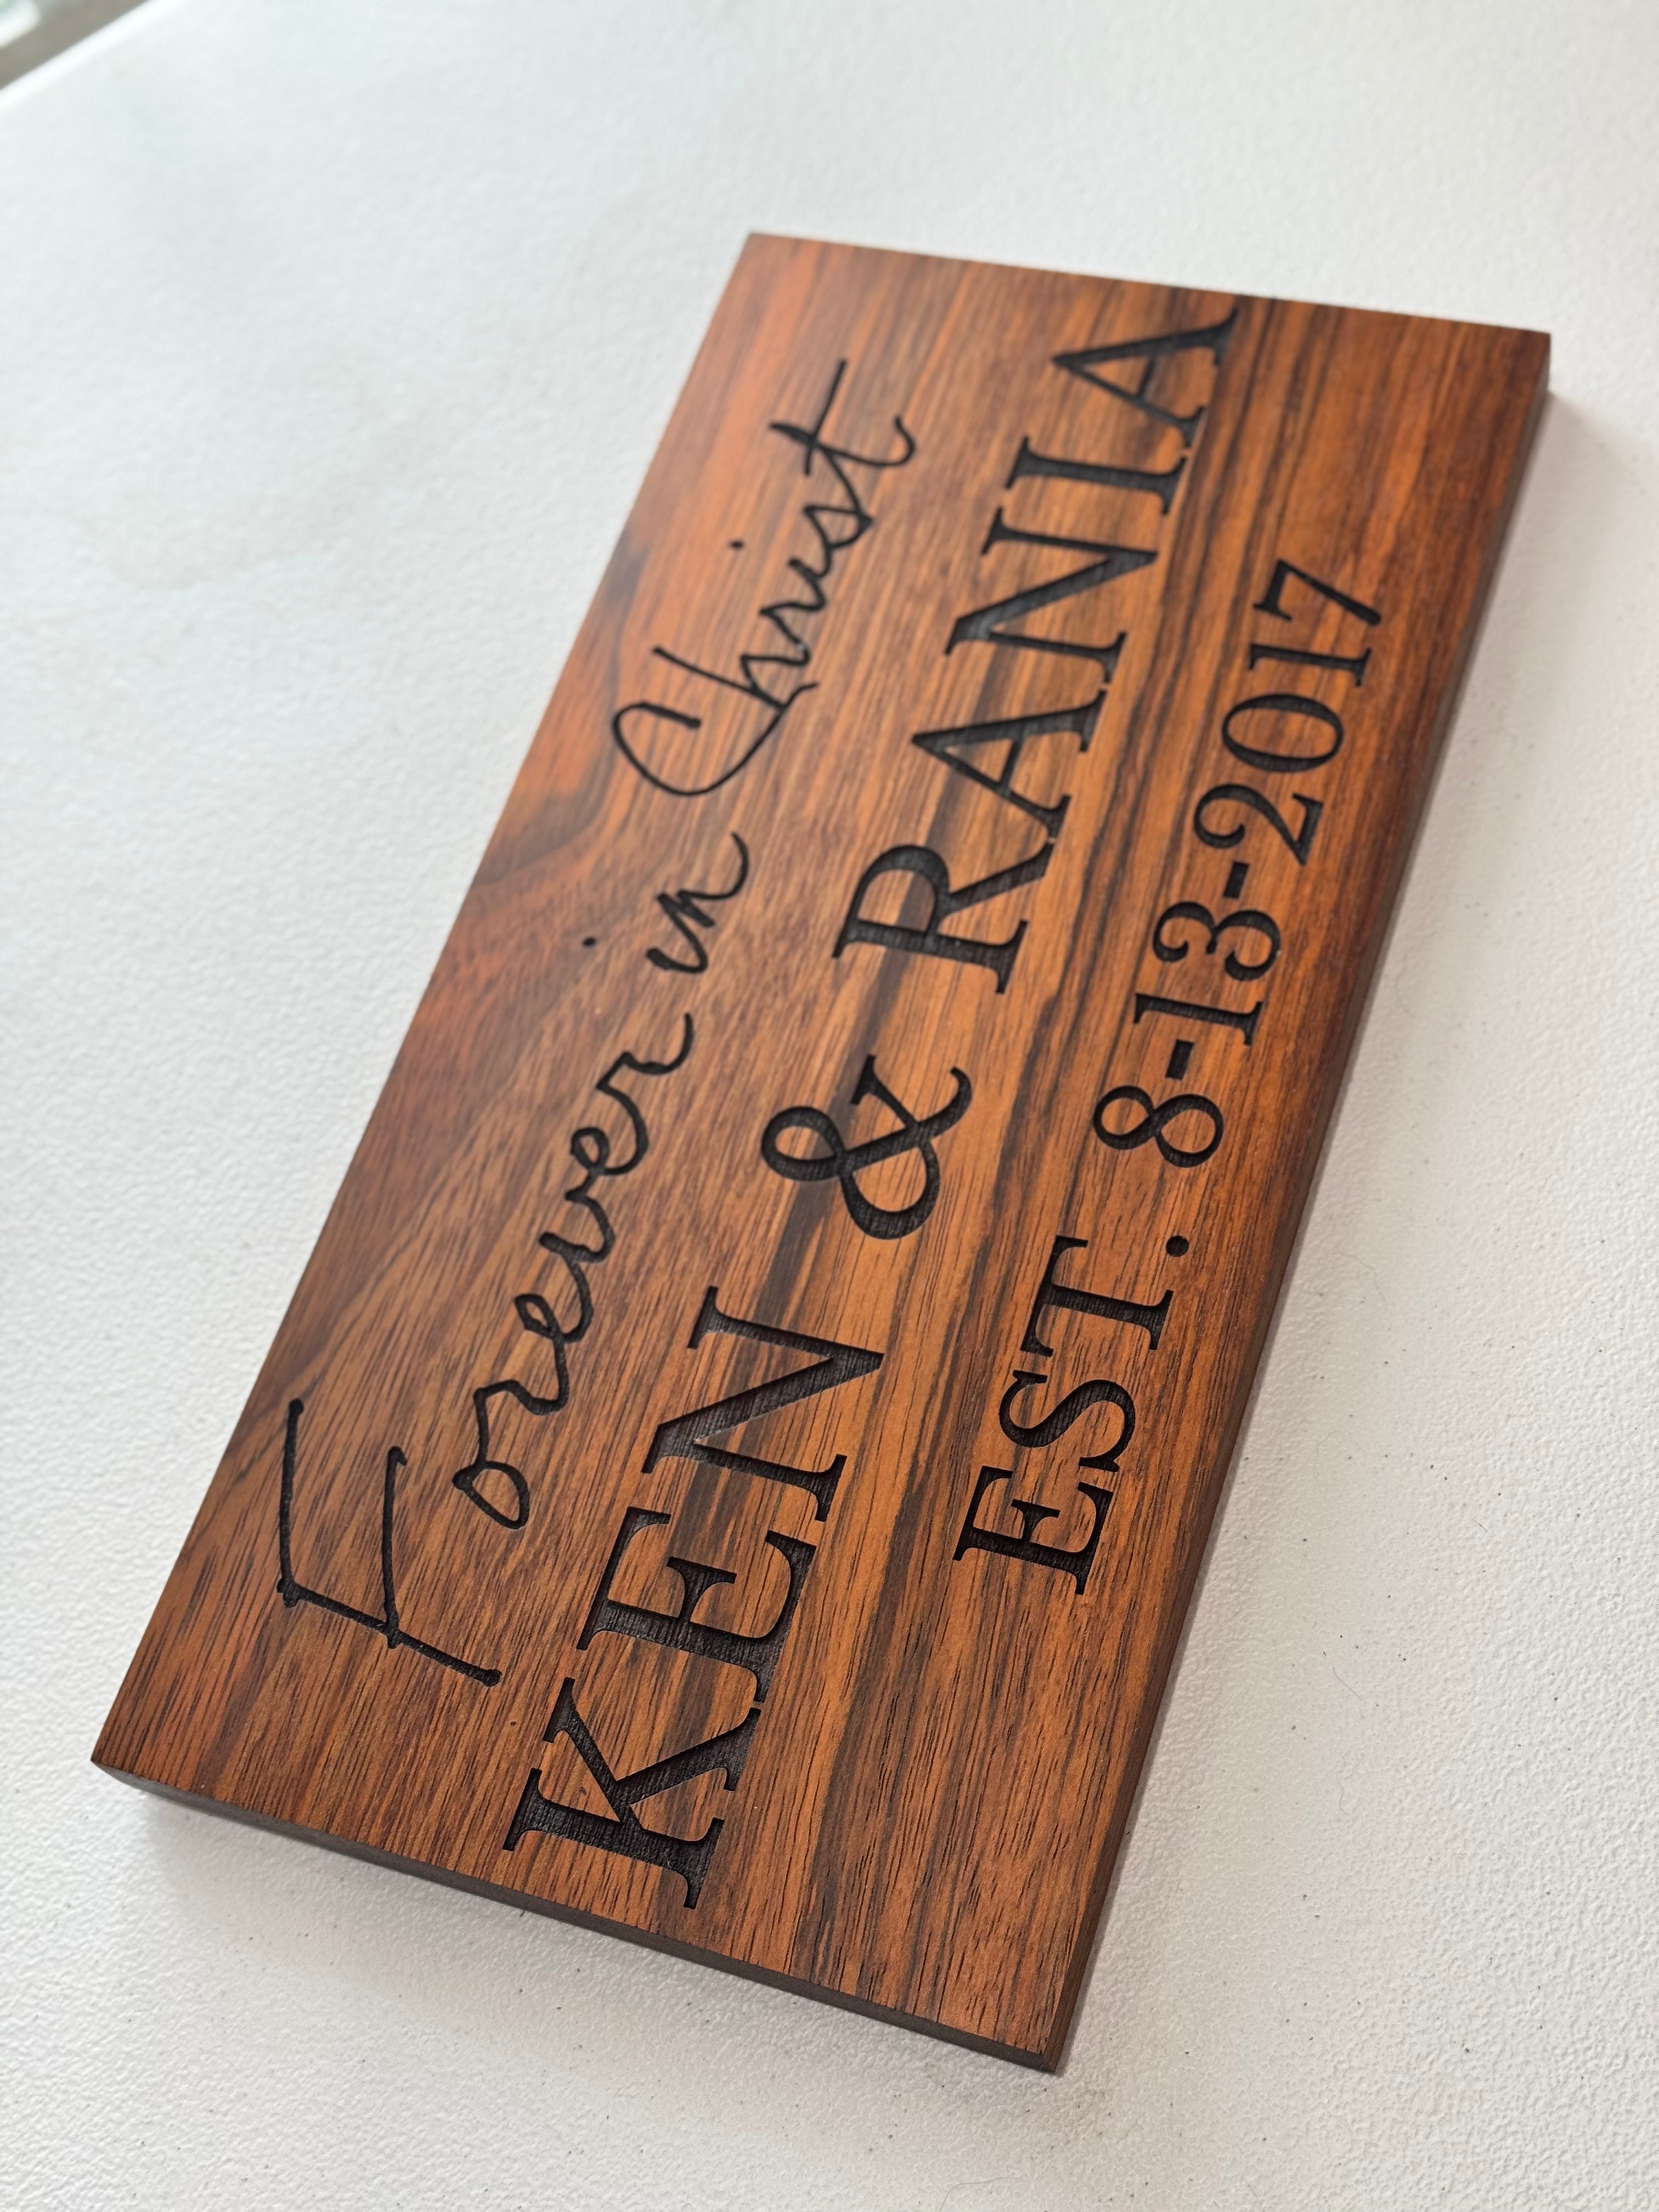 Forever in Christ
KEN & RANIA
EST. 8-13-2017